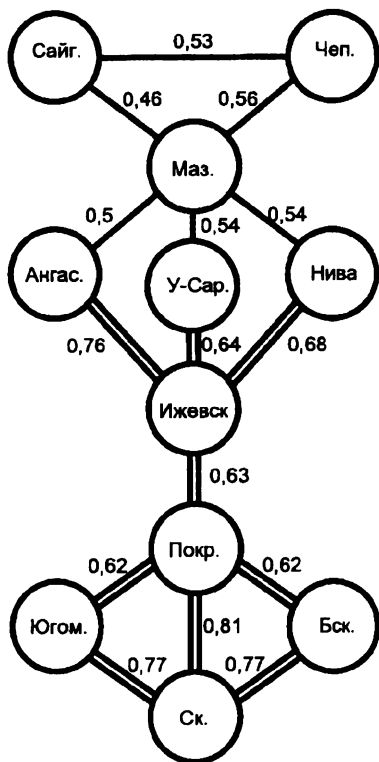 0,53
Сайг.
Чеп.
0,46
0,56
Маз.
0,5
0,54
0,54
Ангас.
У-Сар.
Нива
0,76
0,64
0,68
Ижевск
0,63
Покр.
0,62
0,62
Югом.
0,81
Бск.
0,77
0,77
Ск.